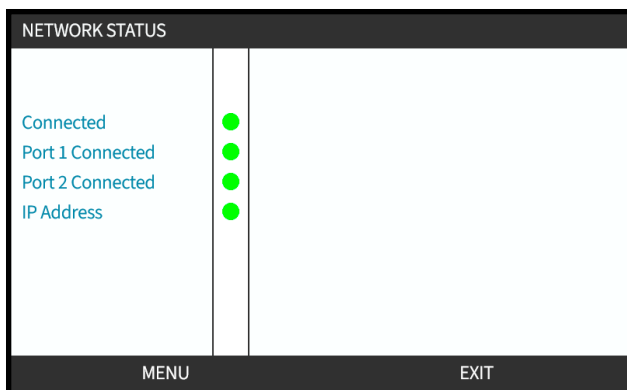 NETWORK STATUS
Connected
Port 1 Connected
Port 2 Connected
IP Address
MENU
EXIT